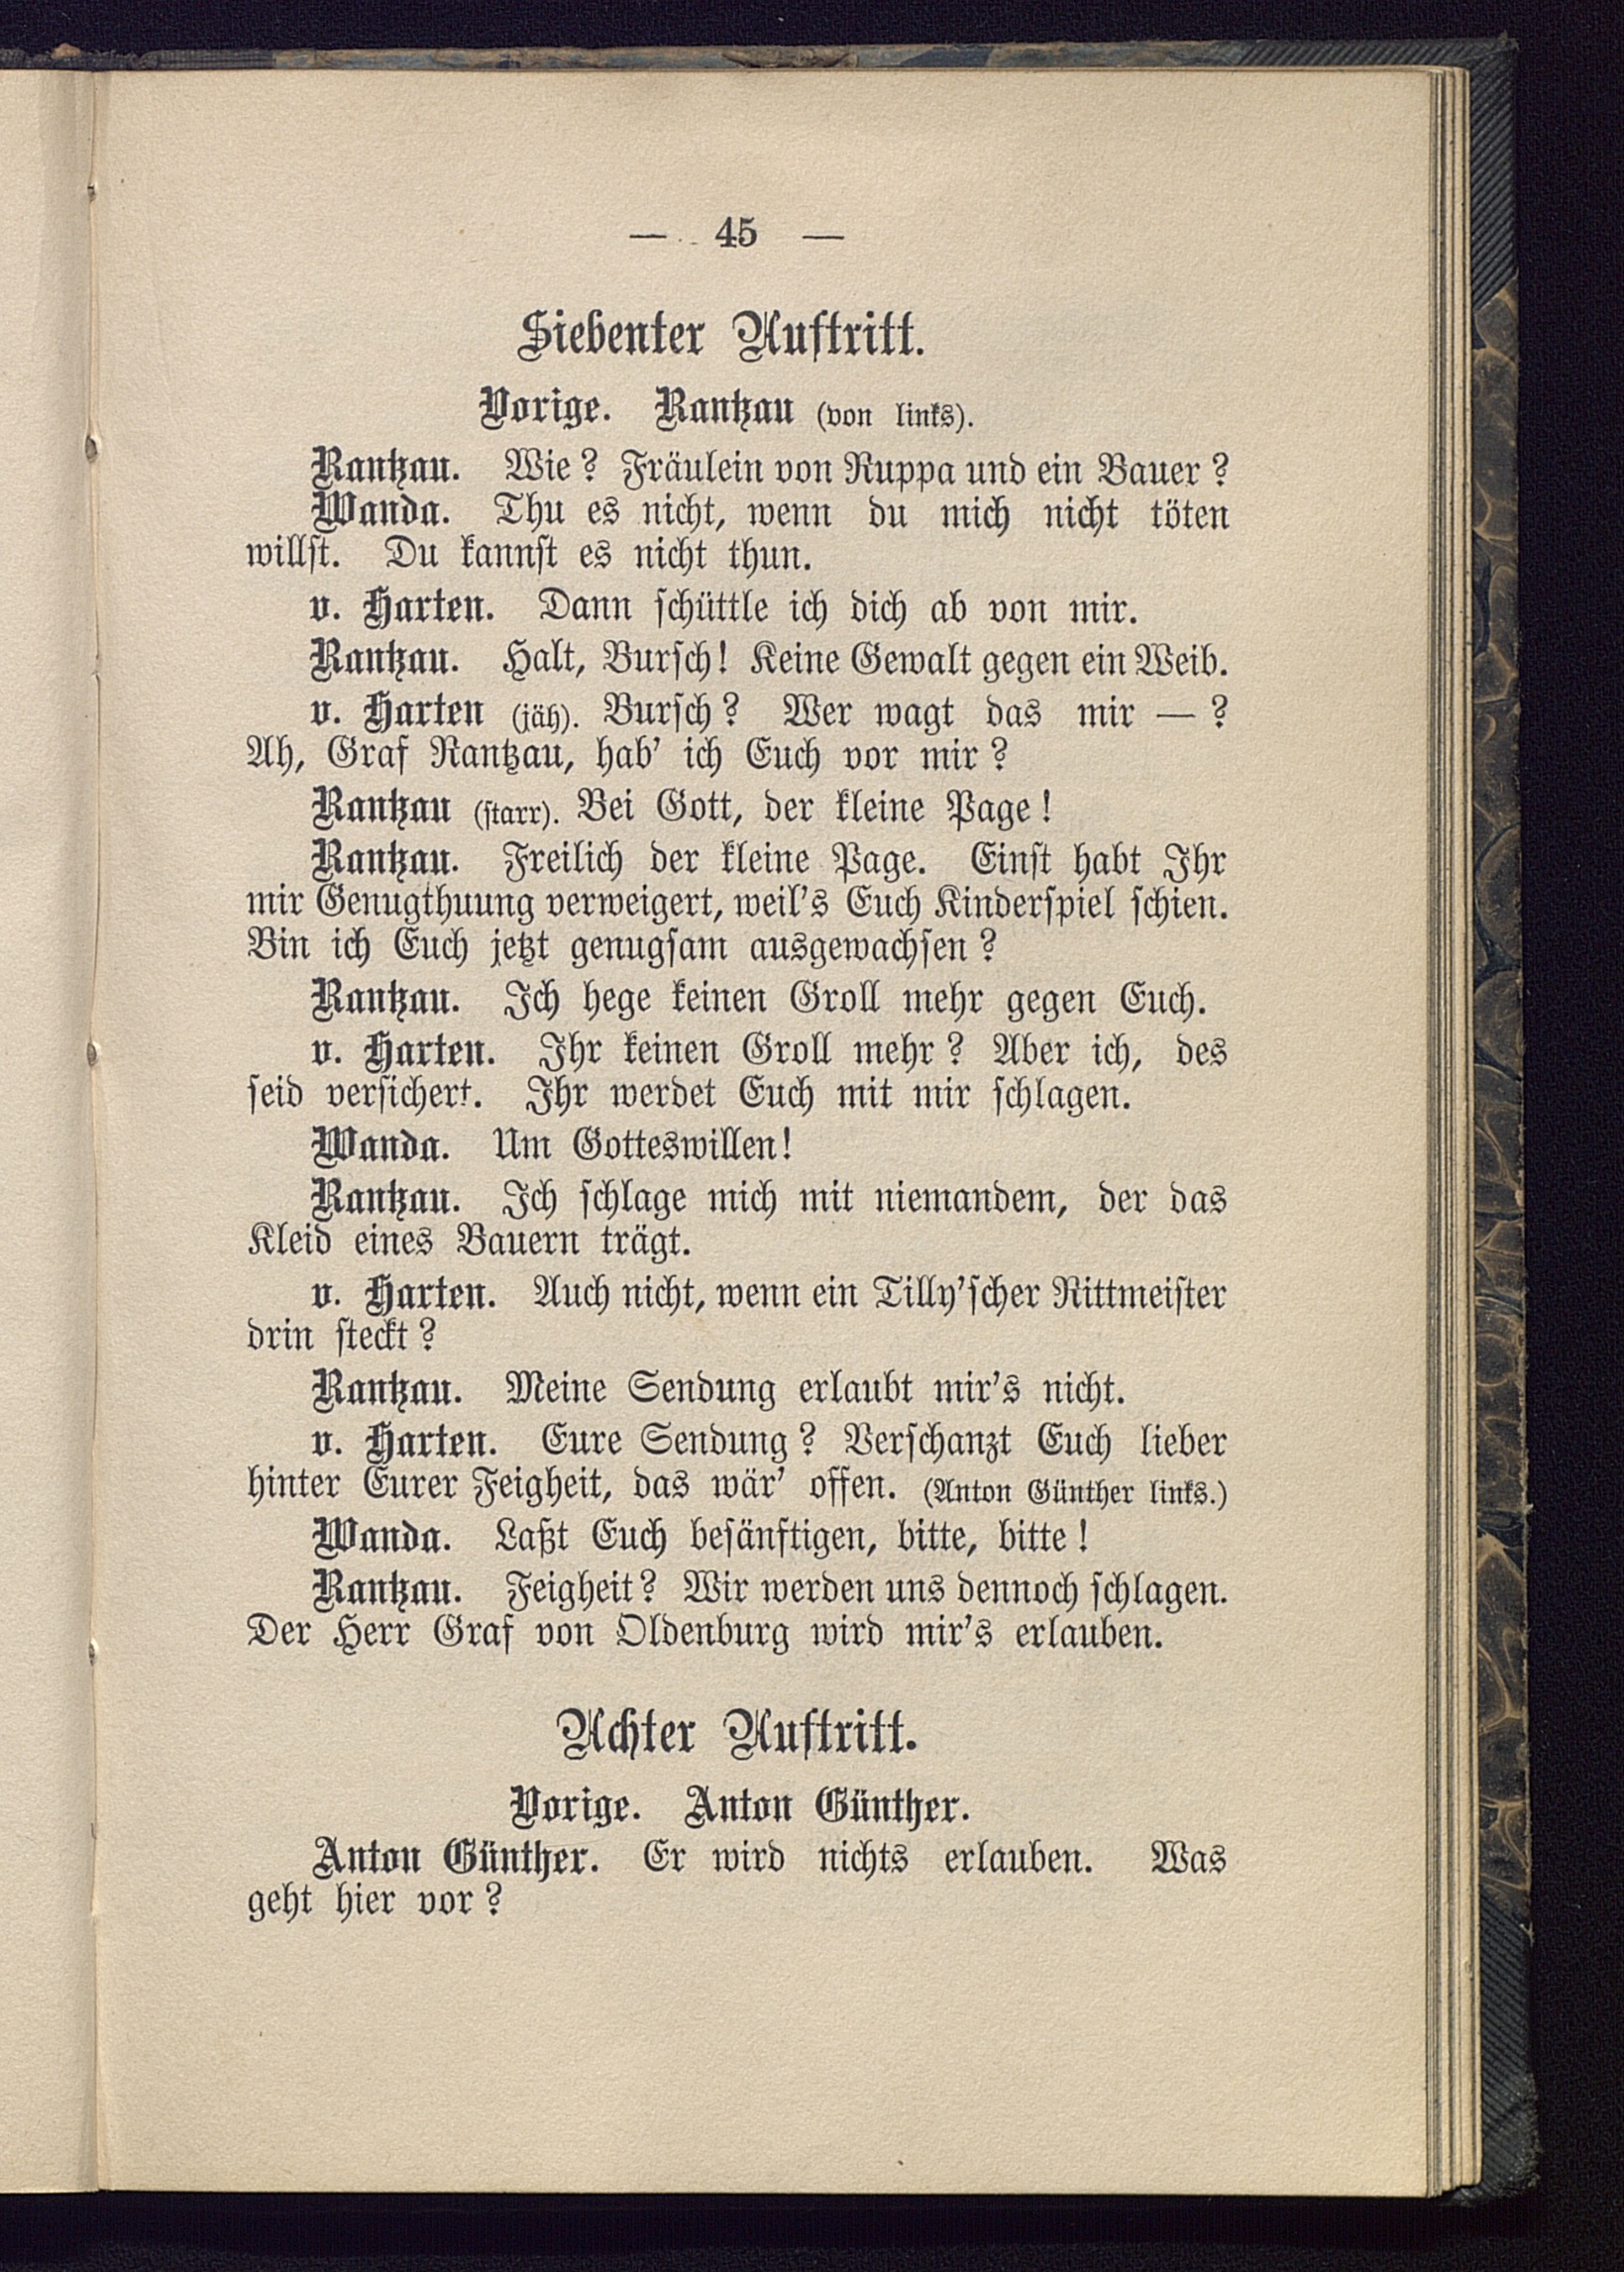 — 45 —
Siebenter Auftritt.
Vorige. Rantzau (von links).
Rantzau. Wie? Fräulein von Ruppa und ein Bauer?
Wanda. Thu es nicht, wenn du mich nicht töten
willst. Du kannst es nicht thun.
v. Harten. Dann schüttle ich dich ab von mir.
Rantzau. Halt, Bursch! Keine Gewalt gegen ein Weib.
v. Harten (jäh). Bursch? Wer wagt das mir — ?
Ah, Graf Rantzau, hab' ich Euch vor mir?
Rantzau (starr). Bei Gott, der kleine Page!
Rantzau. Freilich der kleine Page. Einst habt Ihr
mir Genugthuung verweigert, weil's Euch Kinderspiel schien.
Bin ich Euch jetzt genugsam ausgewachsen?
Rantzau. Ich hege keinen Groll mehr gegen Euch.
v. Harten. Ihr keinen Groll mehr? Aber ich, des
seid versichert. Ihr werdet Euch mit mir schlagen.
Wanda. Um Gotteswillen!
Rantzau. Ich schlage mich mit niemandem, der das
Kleid eines Bauern trägt.
v. Harten. Auch nicht, wenn ein Tilly'scher Rittmeister
drin steckt?
Rantzau. Meine Sendung erlaubt mir's nicht.
v. Harten. Eure Sendung? Verschanzt Euch lieber
hinter Eurer Feigheit, das wär' offen. (Anton Günther links.)
Wanda. Laßt Euch besänftigen, bitte, bitte!
Rantzau. Feigheit? Wir werden uns dennoch schlagen.
Der Herr Graf von Oldenburg wird mir's erlauben.
Achter Auftritt.
Vorige. Anton Günther.
Anton Günther. Er wird nichts erlauben. Was
geht hier vor?